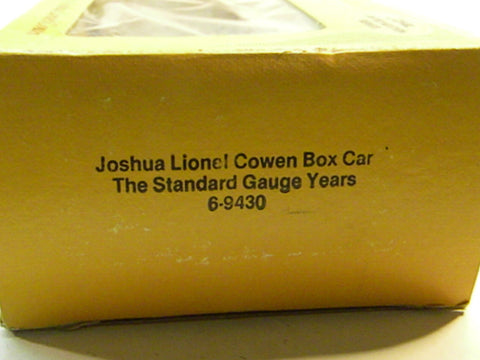 Joshua Lionel Cowen Box Car
The Standard Gauge Years
6-9430